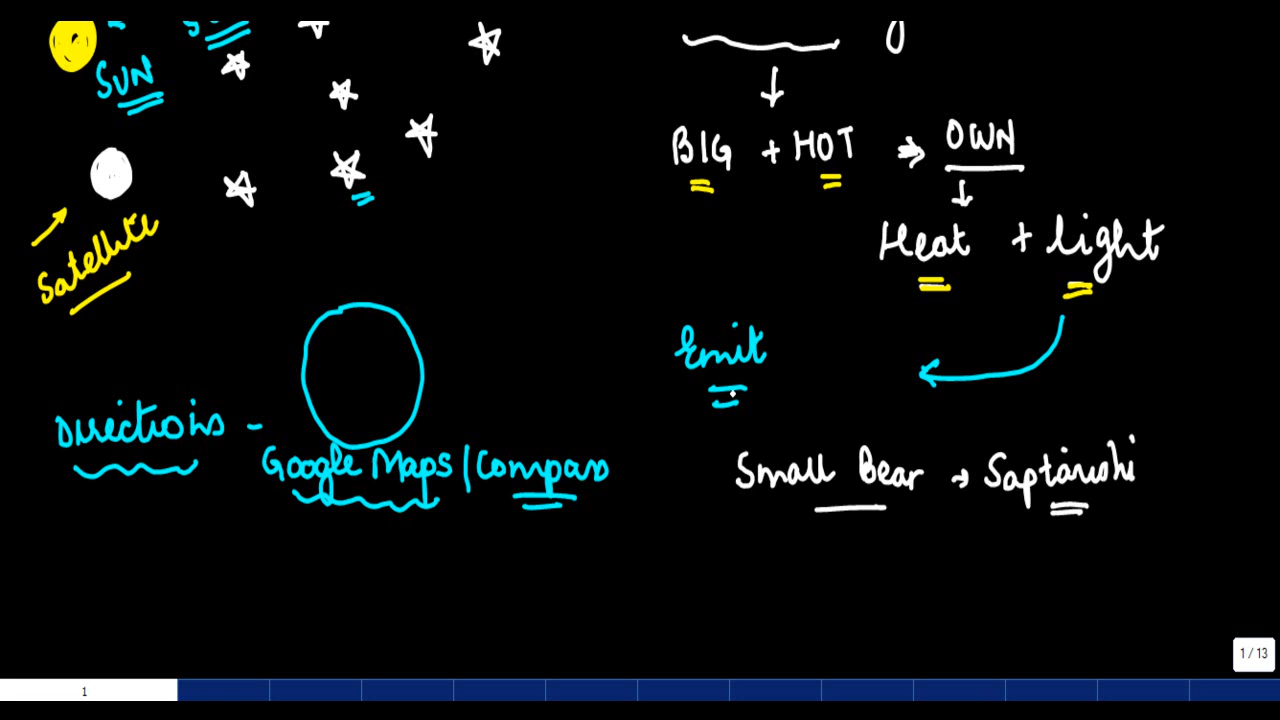 SUN
Satellite
BIG + HOT → OWN
Heat + light
Emit
Directions -
Google Maps | Compass
Small Bear → Saptarishi
1 / 13
1